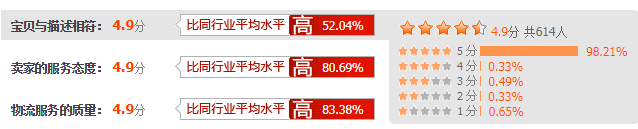 宝贝与描述相符： 4.9分 比同行业平均水平 高 52.04%
卖家的服务态度： 4.9分 比同行业平均水平 高 80.69%
物流服务的质量： 4.9分 比同行业平均水平 高 83.38%
4.9分 共614人
5分 98.21%
4分 0.33%
3分 0.49%
2分 0.33%
1分 0.65%